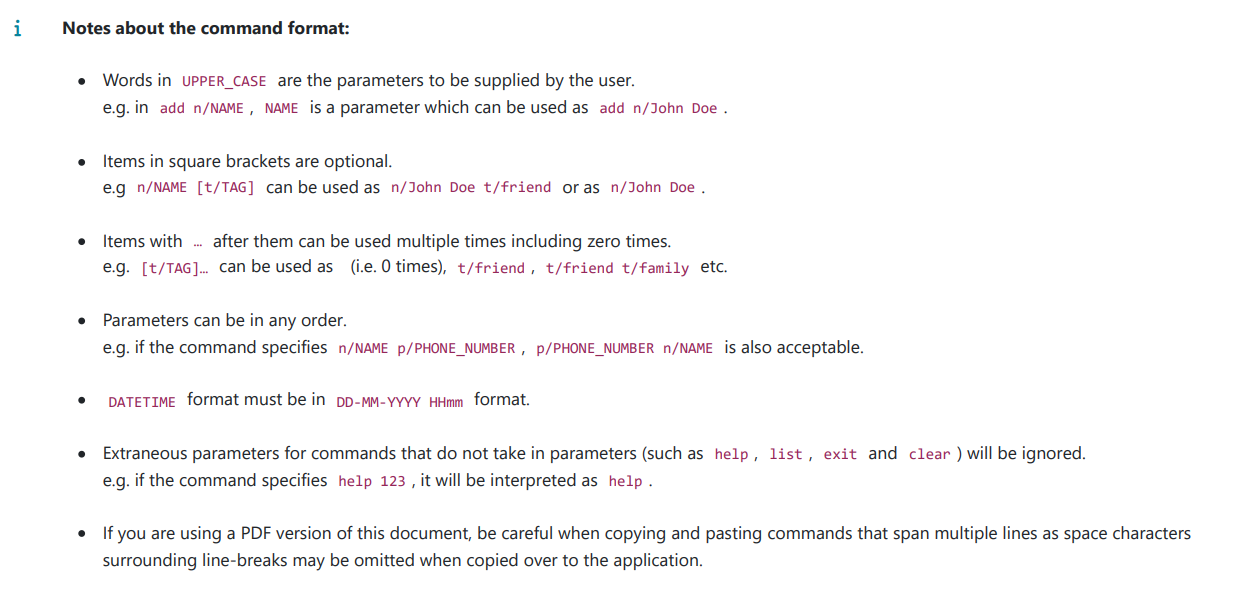 i Notes about the command format:
• Words in UPPER_CASE are the parameters to be supplied by the user.
e.g. in add n/NAME , NAME is a parameter which can be used as add n/John Doe .
• Items in square brackets are optional.
e.g n/NAME [t/TAG] can be used as n/John Doe t/friend or as n/John Doe .
• Items with … after them can be used multiple times including zero times.
e.g. [t/TAG]… can be used as (i.e. 0 times), t/friend , t/friend t/family etc.
• Parameters can be in any order.
e.g. if the command specifies n/NAME p/PHONE_NUMBER , p/PHONE_NUMBER n/NAME is also acceptable.
• DATETIME format must be in DD-MM-YYYY HHmm format.
• Extraneous parameters for commands that do not take in parameters (such as help , list , exit and clear ) will be ignored.
e.g. if the command specifies help 123 , it will be interpreted as help .
• If you are using a PDF version of this document, be careful when copying and pasting commands that span multiple lines as space characters
surrounding line-breaks may be omitted when copied over to the application.